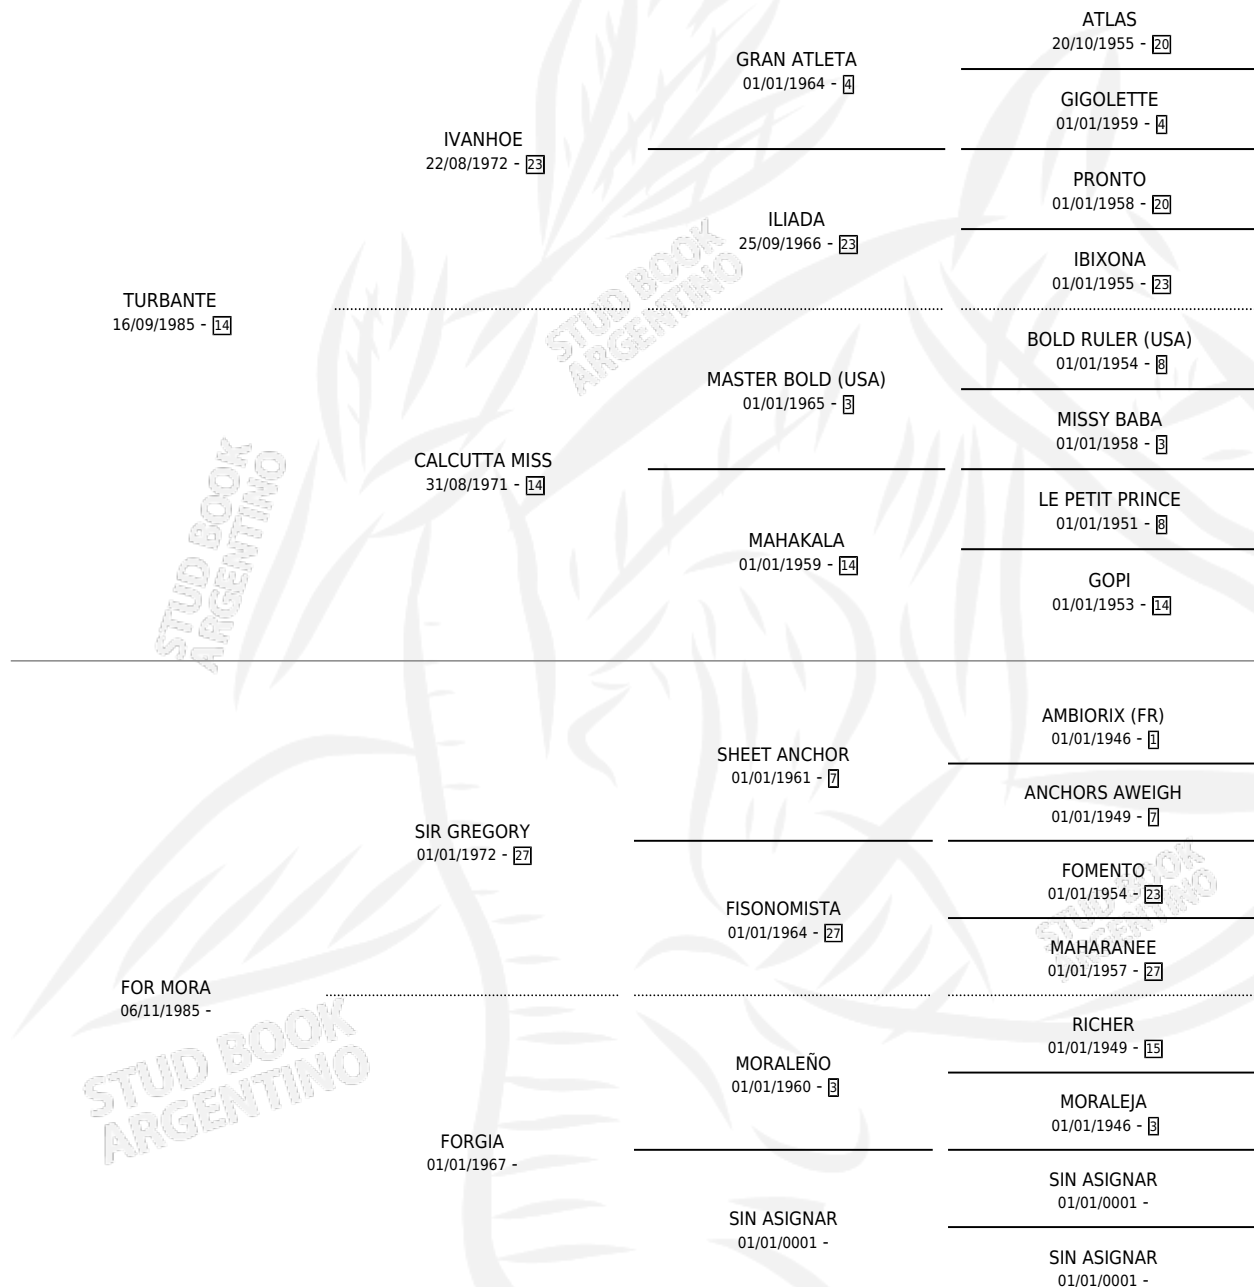 ATLAS
20/10/1955 - 20
GRAN ATLETA
01/01/1964 - 4
GIGOLETTE
01/01/1959 - 4
IVANHOE
22/08/1972 - 23
PRONTO
01/01/1958 - 20
ILIADA
25/09/1966 - 23
IBIXONA
01/01/1955 - 23
TURBANTE
16/09/1985 - 14
BOLD RULER (USA)
01/01/1954 - 8
MASTER BOLD (USA)
01/01/1965 - 3
MISSY BABA
01/01/1958 - 3
CALCUTTA MISS
31/08/1971 - 14
LE PETIT PRINCE
01/01/1951 - 8
MAHAKALA
01/01/1959 - 14
GOPI
01/01/1953 - 14
AMBIORIX (FR)
01/01/1946 - 1
SHEET ANCHOR
01/01/1961 - 7
ANCHORS AWEIGH
01/01/1949 - 7
SIR GREGORY
01/01/1972 - 27
FOMENTO
01/01/1954 - 23
FISONOMISTA
01/01/1964 - 27
MAHARANEE
01/01/1957 - 27
FOR MORA
06/11/1985 -
RICHER
01/01/1949 - 15
MORALEÑO
01/01/1960 - 3
MORALEJA
01/01/1946 - 3
FORGIA
01/01/1967 -
SIN ASIGNAR
01/01/0001 -
SIN ASIGNAR
01/01/0001 -
SIN ASIGNAR
01/01/0001 -
STUD BOOK
ARGENTINO
STUD BOOK
ARGENTINO
STUD BOOK
ARGENTINO
STUD BOOK
ARGENTINO